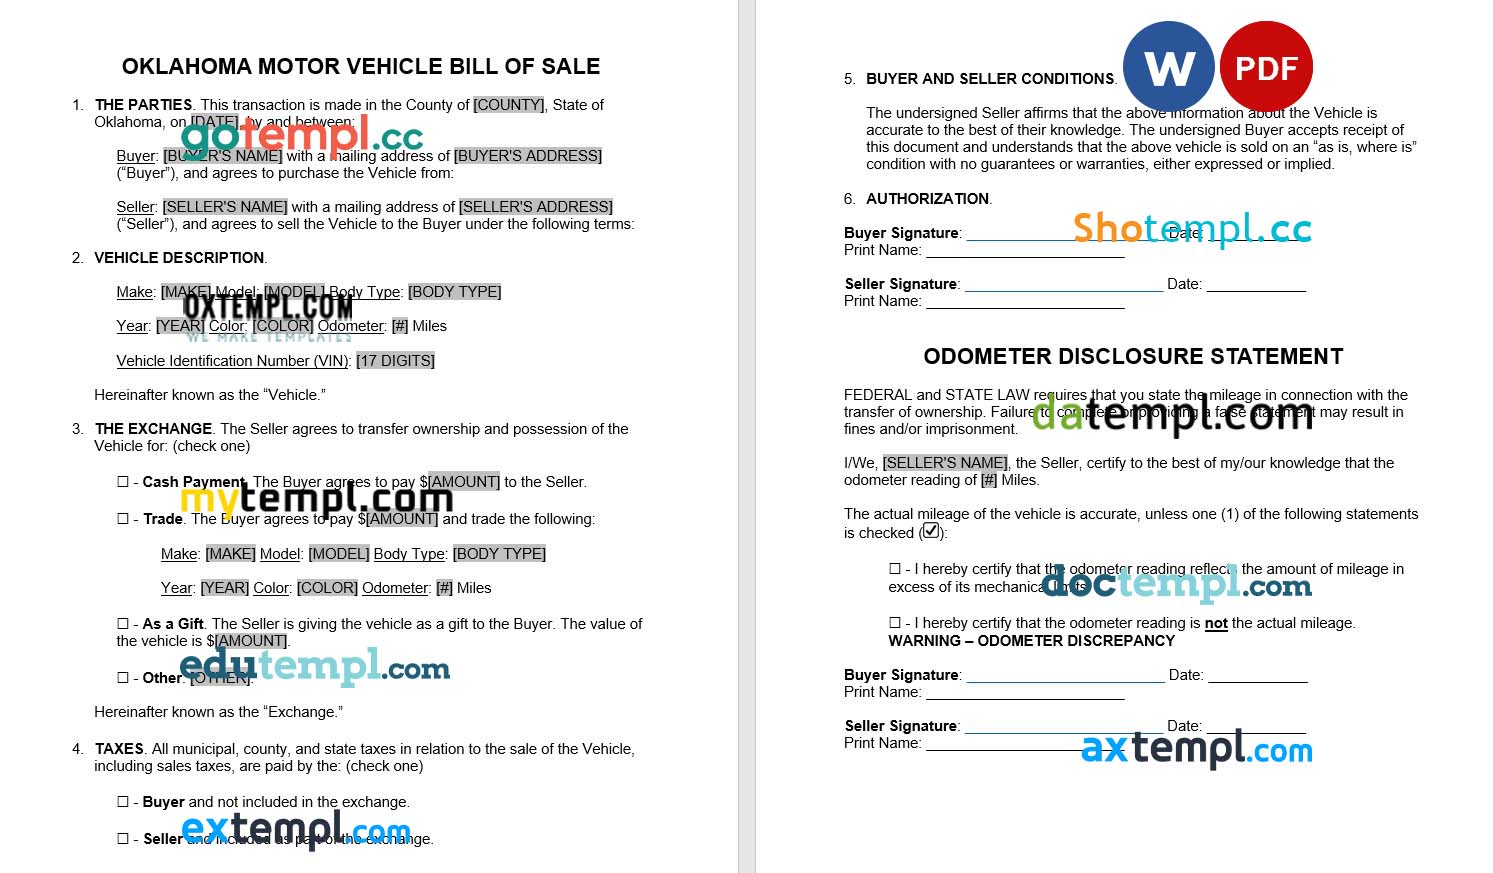 OKLAHOMA MOTOR VEHICLE BILL OF SALE
1. THE PARTIES. This transaction is made in the County of [COUNTY], State of
Oklahoma, on [DATE], by and between:
gotempl.cc
Buyer: [BUYER'S NAME] with a mailing address of [BUYER'S ADDRESS]
("Buyer"), and agrees to purchase the Vehicle from:
Seller: [SELLER'S NAME] with a mailing address of [SELLER'S ADDRESS]
("Seller"), and agrees to sell the Vehicle to the Buyer under the following terms:
2. VEHICLE DESCRIPTION.
Make: [MAKE] Model: [MODEL] Body Type: [BODY TYPE]
OXTEMPL.COM
Year: [YEAR] Color: [COLOR] Odometer: [#] Miles
WE MAKE TEMPLATES
Vehicle Identification Number (VIN): [17 DIGITS]
Hereinafter known as the “Vehicle.”
3. THE EXCHANGE. The Seller agrees to transfer ownership and possession of the
Vehicle for: (check one)
☐ - Cash Payment. The Buyer agrees to pay $[AMOUNT] to the Seller.
mytempl.com
☐ - Trade. The Buyer agrees to pay $[AMOUNT] and trade the following:
Make: [MAKE] Model: [MODEL] Body Type: [BODY TYPE]
Year: [YEAR] Color: [COLOR] Odometer: [#] Miles
☐ - As a Gift. The Seller is giving the vehicle as a gift to the Buyer. The value of
the vehicle is $[AMOUNT].
edutempl.com
☐ - Other. [OTHER].
Hereinafter known as the “Exchange.”
4. TAXES. All municipal, county, and state taxes in relation to the sale of the Vehicle,
including sales taxes, are paid by the: (check one)
☐ - Buyer and not included in the exchange.
extempl.com
☐ - Seller and included as part of the exchange.
W PDF
5. BUYER AND SELLER CONDITIONS.
The undersigned Seller affirms that the above information about the Vehicle is
accurate to the best of their knowledge. The undersigned Buyer accepts receipt of
this document and understands that the above vehicle is sold on an “as is, where is”
condition with no guarantees or warranties, either expressed or implied.
6. AUTHORIZATION.
Shotempl.cc
Buyer Signature: ________________________ Date: ____________
Print Name: ________________________
Seller Signature: ________________________ Date: ____________
Print Name: ________________________
ODOMETER DISCLOSURE STATEMENT
FEDERAL and STATE LAW requires that you state the mileage in connection with the
transfer of ownership. Failure to complete or providing a false statement may result in
datempl.com
fines and/or imprisonment.
I/We, [SELLER'S NAME], the Seller, certify to the best of my/our knowledge that the
odometer reading of [#] Miles.
The actual mileage of the vehicle is accurate, unless one (1) of the following statements
is checked (☑):
☐ - I hereby certify that the odometer reading reflects the amount of mileage in
excess of its mechanical limits.
doctempl.com
☐ - I hereby certify that the odometer reading is not the actual mileage.
WARNING – ODOMETER DISCREPANCY
Buyer Signature: ________________________ Date: ____________
Print Name: ________________________
Seller Signature: ________________________ Date: ____________
Print Name: ________________________
axtempl.com